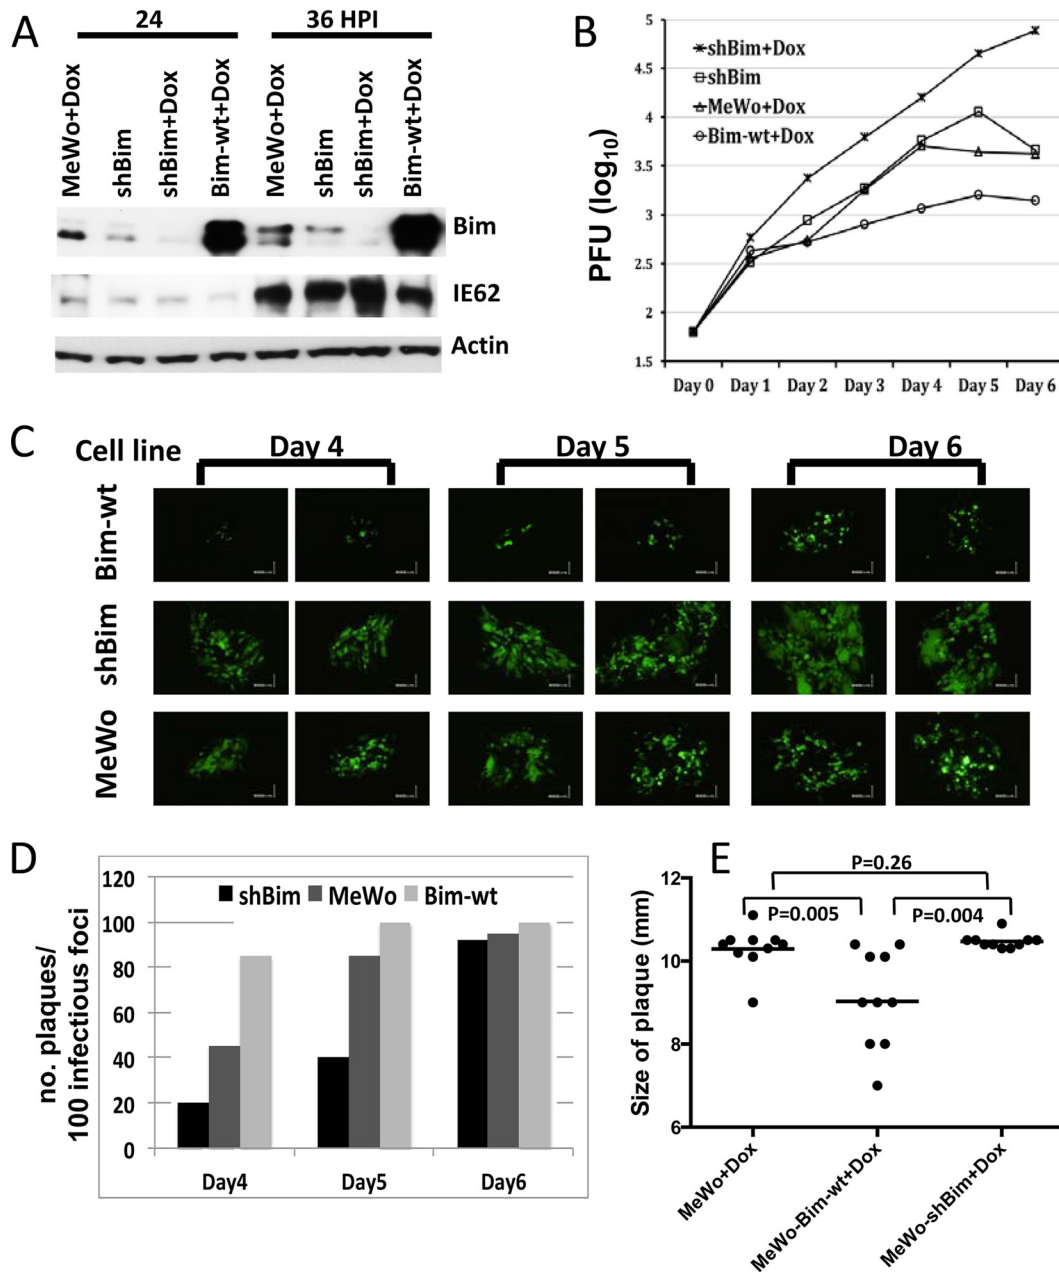 A
24
36 HPI
MeWo+Dox
shBim
shBim+Dox
Bim-wt+Dox
MeWo+Dox
shBim
shBim+Dox
Bim-wt+Dox
Bim
IE62
Actin
B
PFU (log10)
5
4.5
4
3.5
3
2.5
2
1.5
shBim+Dox
shBim
MeWo+Dox
Bim-wt+Dox
Day 0 Day 1 Day 2 Day 3 Day 4 Day 5 Day 6
C
Cell line
Day 4
Day 5
Day 6
Bim-wt
shBim
MeWo
D
no. plaques/
100 infectious foci
120
100
80
60
40
20
0
shBim MeWo Bim-wt
Day4 Day5 Day6
E
Size of plaque (mm)
12
10
8
6
P=0.26
P=0.005
P=0.004
MeWo+Dox
MeWo-Bim-wt+Dox
MeWo-shBim+Dox